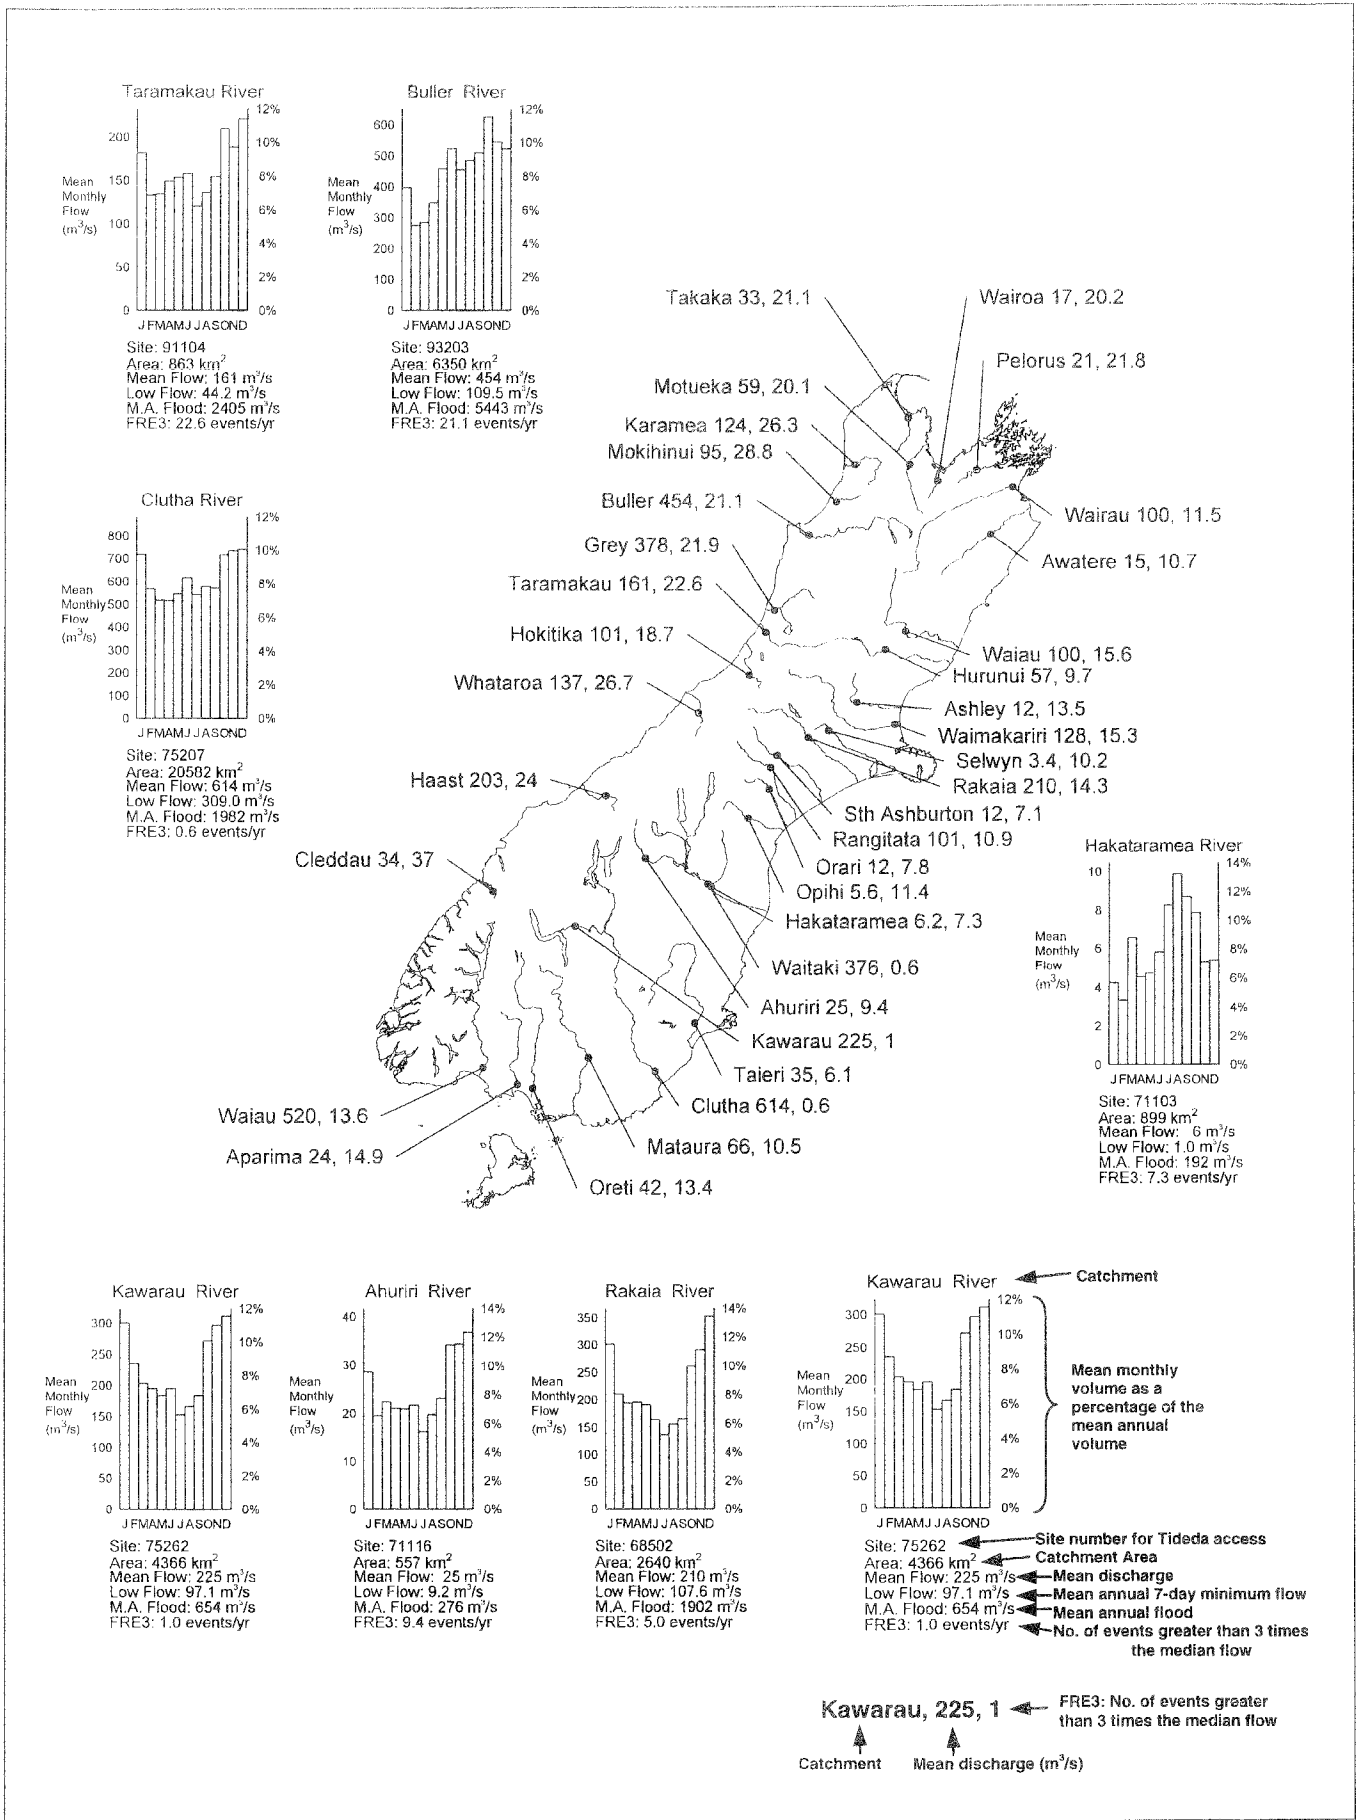 Taramakau River
12%
10%
8%
6%
4%
2%
0%
200
150
100
50
0
Mean
Monthly
Flow
(m³/s)
J FMAMJ JASOND
Site: 91104
Area: 863 km²
Mean Flow: 161 m³/s
Low Flow: 44.2 m³/s
M.A. Flood: 2405 m³/s
FRE3: 22.6 events/yr
Buller River
12%
10%
8%
6%
4%
2%
0%
600
500
400
300
200
100
0
Mean
Monthly
Flow
(m³/s)
J FMAMJ JASOND
Site: 93203
Area: 6350 km²
Mean Flow: 454 m³/s
Low Flow: 109.5 m³/s
M.A. Flood: 5443 m³/s
FRE3: 21.1 events/yr
Clutha River
12%
10%
8%
6%
4%
2%
0%
800
700
600
500
400
300
200
100
0
Mean
Monthly
Flow
(m³/s)
J FMAMJ JASOND
Site: 75207
Area: 20582 km²
Mean Flow: 614 m³/s
Low Flow: 309.0 m³/s
M.A. Flood: 1982 m³/s
FRE3: 0.6 events/yr
Takaka 33, 21.1
Wairoa 17, 20.2
Pelorus 21, 21.8
Motueka 59, 20.1
Karamea 124, 26.3
Mokihinui 95, 28.8
Buller 454, 21.1
Wairau 100, 11.5
Grey 378, 21.9
Awatere 15, 10.7
Taramakau 161, 22.6
Hokitika 101, 18.7
Waiau 100, 15.6
Hurunui 57, 9.7
Whataroa 137, 26.7
Ashley 12, 13.5
Waimakariri 128, 15.3
Selwyn 3.4, 10.2
Haast 203, 24
Rakaia 210, 14.3
Sth Ashburton 12, 7.1
Rangitata 101, 10.9
Cleddau 34, 37
Orari 12, 7.8
Opihi 5.6, 11.4
Hakataramea 6.2, 7.3
Waitaki 376, 0.6
Ahuriri 25, 9.4
Kawarau 225, 1
Taieri 35, 6.1
Clutha 614, 0.6
Waiau 520, 13.6
Mataura 66, 10.5
Aparima 24, 14.9
Oreti 42, 13.4
Hakataramea River
14%
12%
10%
8%
6%
4%
2%
0%
10
8
6
4
2
0
Mean
Monthly
Flow
(m³/s)
J FMAMJ JASOND
Site: 71103
Area: 899 km²
Mean Flow: 6 m³/s
Low Flow: 1.0 m³/s
M.A. Flood: 192 m³/s
FRE3: 7.3 events/yr
Kawarau River
12%
10%
8%
6%
4%
2%
0%
300
250
200
150
100
50
0
Mean
Monthly
Flow
(m³/s)
J FMAMJ JASOND
Site: 75262
Area: 4366 km²
Mean Flow: 225 m³/s
Low Flow: 97.1 m³/s
M.A. Flood: 654 m³/s
FRE3: 1.0 events/yr
Ahuriri River
14%
12%
10%
8%
6%
4%
2%
0%
40
30
20
10
0
Mean
Monthly
Flow
(m³/s)
J FMAMJ JASOND
Site: 71116
Area: 557 km²
Mean Flow: 25 m³/s
Low Flow: 9.2 m³/s
M.A. Flood: 276 m³/s
FRE3: 9.4 events/yr
Rakaia River
14%
12%
10%
8%
6%
4%
2%
0%
350
300
250
200
150
100
50
0
Mean
Monthly
Flow
(m³/s)
J FMAMJ JASOND
Site: 68502
Area: 2640 km²
Mean Flow: 210 m³/s
Low Flow: 107.6 m³/s
M.A. Flood: 1902 m³/s
FRE3: 5.0 events/yr
Kawarau River
Catchment
12%
10%
8%
6%
4%
2%
0%
300
250
200
150
100
50
0
Mean
Monthly
Flow
(m³/s)
J FMAMJ JASOND
Mean monthly
volume as a
percentage of the
mean annual
volume
Site: 75262 Site number for Tideda access
Area: 4366 km² Catchment Area
Mean Flow: 225 m³/s Mean discharge
Low Flow: 97.1 m³/s Mean annual 7-day minimum flow
M.A. Flood: 654 m³/s Mean annual flood
FRE3: 1.0 events/yr No. of events greater than 3 times
the median flow
Kawarau, 225, 1
FRE3: No. of events greater
than 3 times the median flow
Catchment
Mean discharge (m³/s)